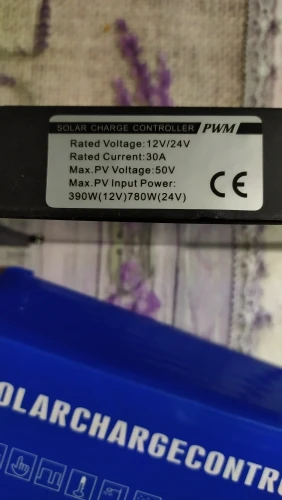 SOLAR CHARGE CONTROLLER PWM
Rated Voltage:12V/24V
Rated Current:30A
Max.PV Voltage:50V
Max.PV Input Power:
390W(12V)780W(24V)
CE
OLARCHARGECONTR